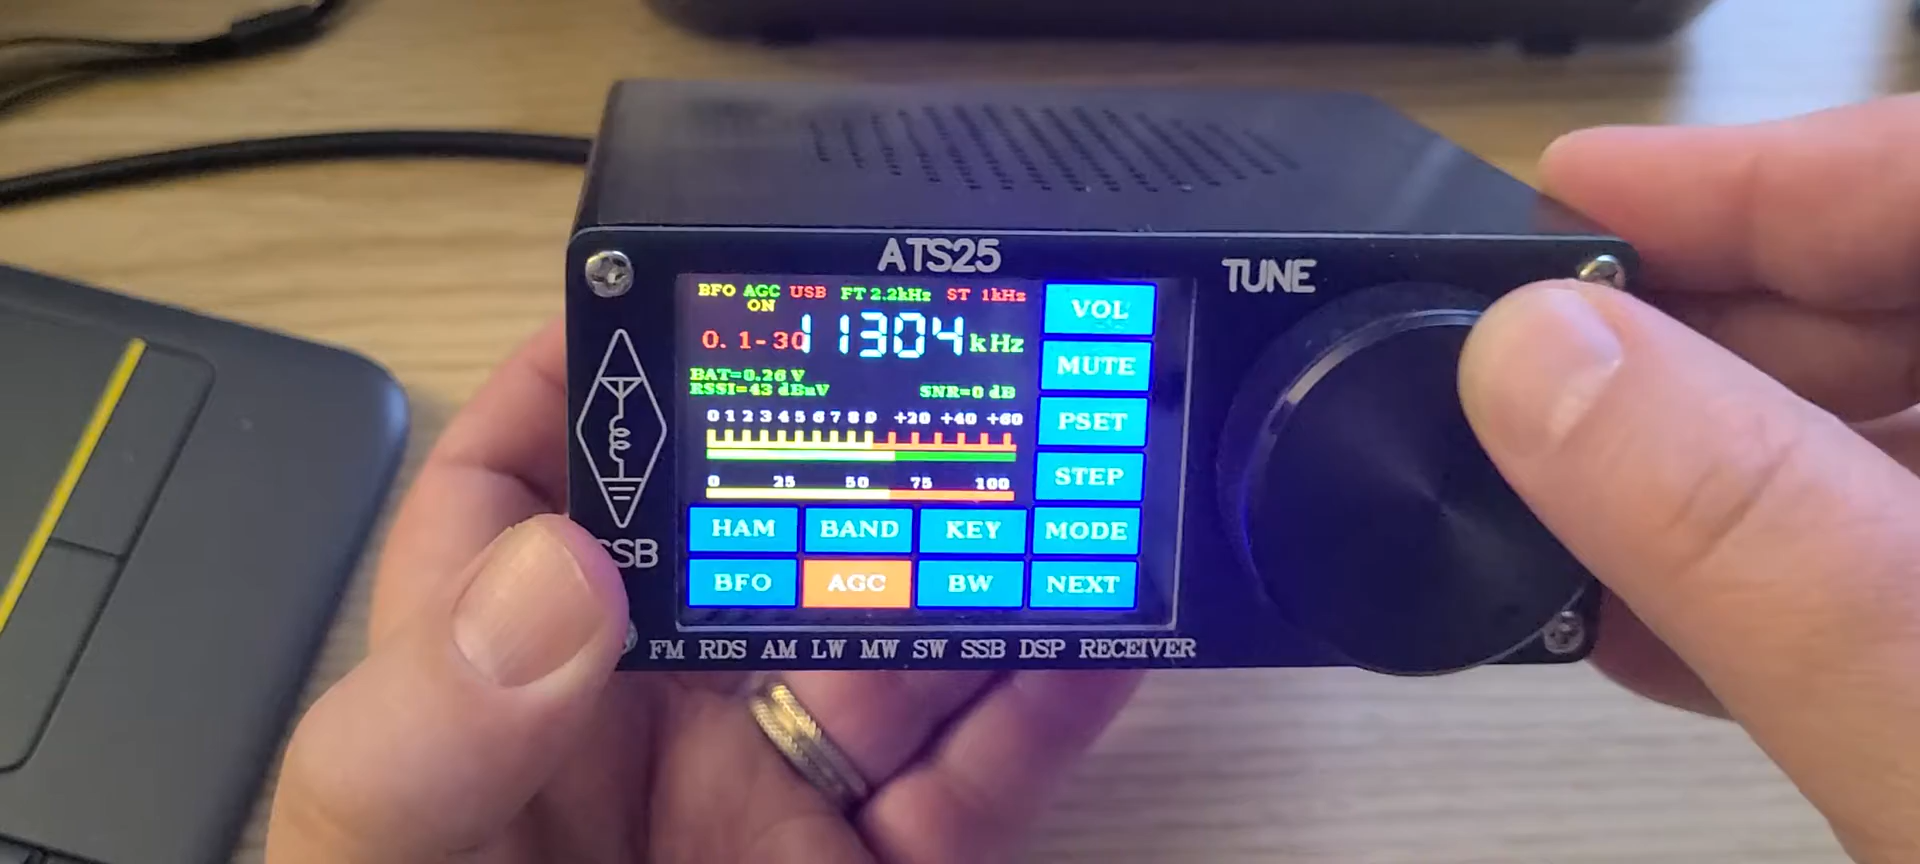 ATS25
TUNE
BFO AGC USB FT 2.2kHz ST 1kHz
ON
0.1-30 11304 kHz
BAT=0.26 V
RSSI=43 dBuV SNR=0 dB
0 1 2 3 4 5 6 7 8 9 +20 +40 +60
0 25 50 75 100
VOL
MUTE
PSET
STEP
HAM BAND KEY MODE
BFO AGC BW NEXT
SSB
FM RDS AM LW MW SW SSB DSP RECEIVER